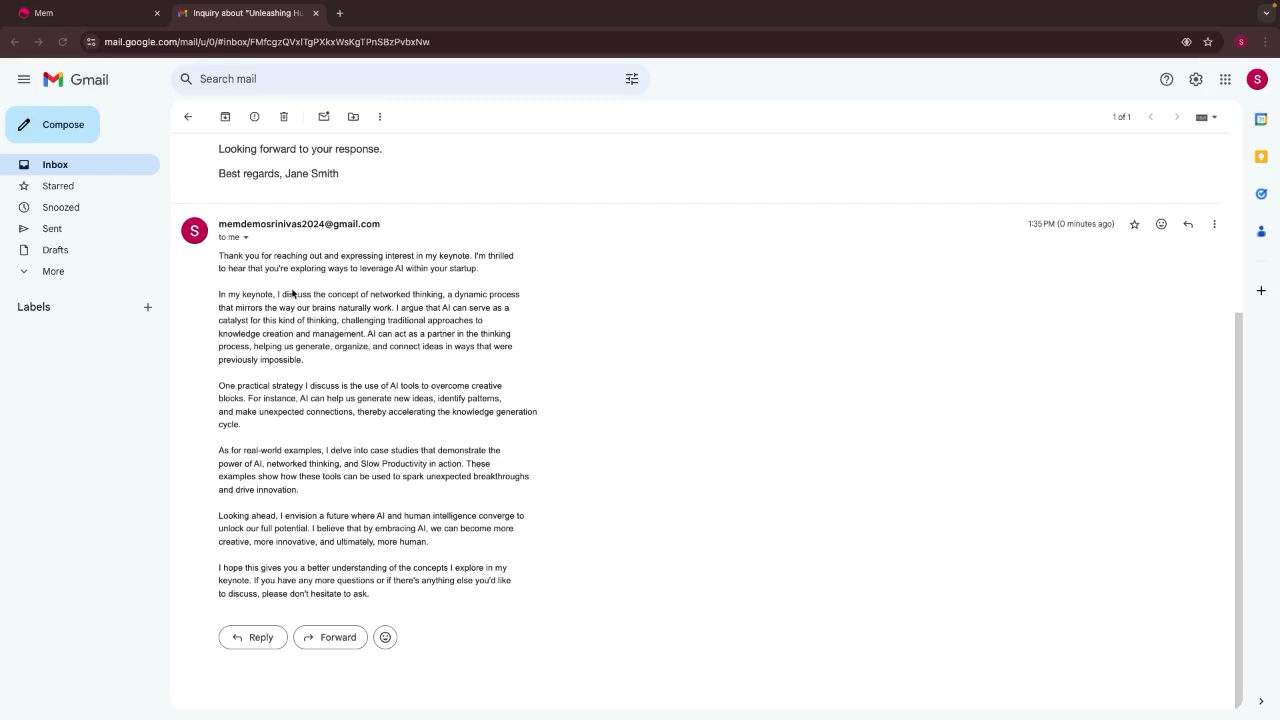 Mem
Inquiry about "Unleashing Hu
mail.google.com/mail/u/0/#inbox/FMfcgzQVxlTgPXkxWsKgTPnSBzPvbxNw
S
Gmail
Search mail
S
Compose
1 of 1
Inbox
Starred
Snoozed
Sent
Drafts
More
Labels
Looking forward to your response.
Best regards, Jane Smith
S
memdemosrinivas2024@gmail.com
1:35 PM (0 minutes ago)
to me
Thank you for reaching out and expressing interest in my keynote. I'm thrilled
to hear that you're exploring ways to leverage AI within your startup.
In my keynote, I discuss the concept of networked thinking, a dynamic process
that mirrors the way our brains naturally work. I argue that AI can serve as a
catalyst for this kind of thinking, challenging traditional approaches to
knowledge creation and management. AI can act as a partner in the thinking
process, helping us generate, organize, and connect ideas in ways that were
previously impossible.
One practical strategy I discuss is the use of AI tools to overcome creative
blocks. For instance, AI can help us generate new ideas, identify patterns,
and make unexpected connections, thereby accelerating the knowledge generation
cycle.
As for real-world examples, I delve into case studies that demonstrate the
power of AI, networked thinking, and Slow Productivity in action. These
examples show how these tools can be used to spark unexpected breakthroughs
and drive innovation.
Looking ahead, I envision a future where AI and human intelligence converge to
unlock our full potential. I believe that by embracing AI, we can become more
creative, more innovative, and ultimately, more human.
I hope this gives you a better understanding of the concepts I explore in my
keynote. If you have any more questions or if there's anything else you'd like
to discuss, please don't hesitate to ask.
Reply
Forward